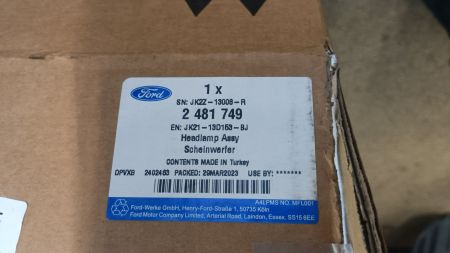 Ford
1 x
SN: JK2Z-13008-R
2 481 749
EN: JK21-13D153-BJ
Headlamp Assy
Scheinwerfer
CONTENTS MADE IN Turkey
DPVXB 2402463 PACKED: 29MAR2023 USE BY: *******
A4LPMS NO. MFL001
Ford-Werke GmbH, Henry-Ford-Straße 1, 50735 Köln
Ford Motor Company Limited, Arterial Road, Laindon, Essex, SS15 6EE